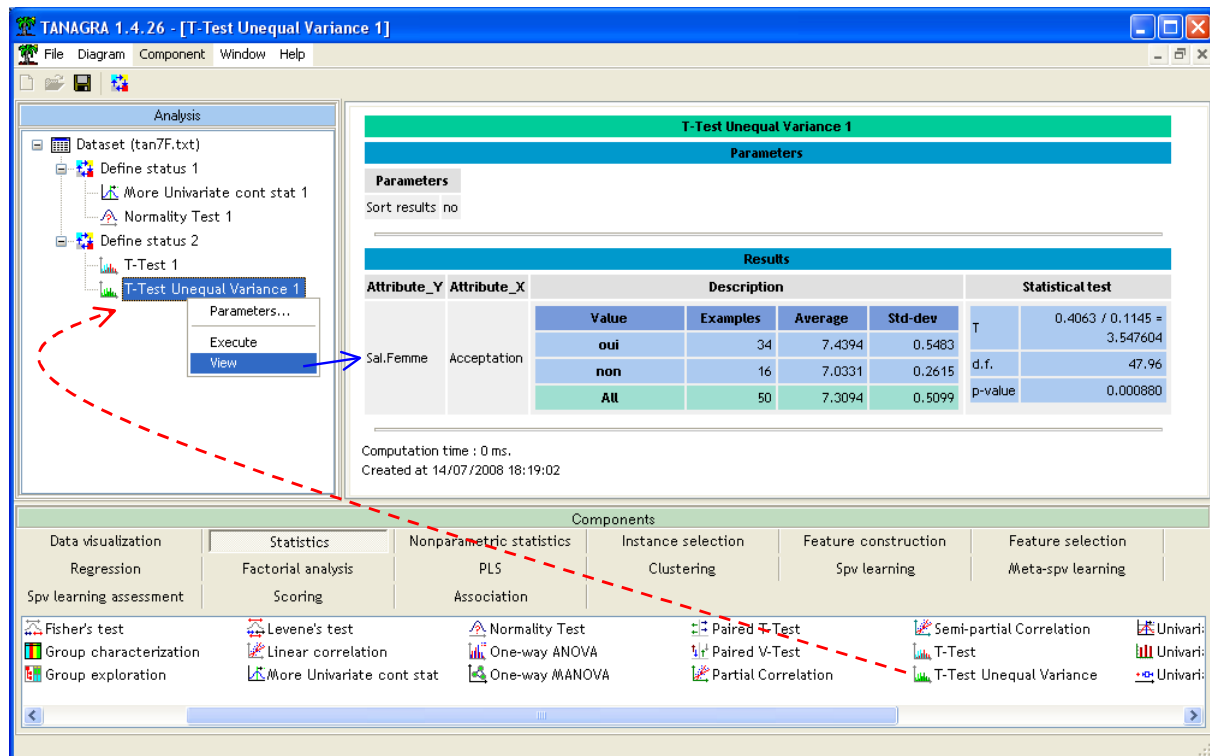 TANAGRA 1.4.26 - [T-Test Unequal Variance 1]
File Diagram Component Window Help
Analysis
Dataset (tan7F.txt)
Define status 1
More Univariate cont stat 1
Normality Test 1
Define status 2
T-Test 1
T-Test Unequal Variance 1
Parameters...
Execute
View
T-Test Unequal Variance 1
Parameters
Parameters
Sort results no
Results
Attribute_Y Attribute_X Description Statistical test
Value Examples Average Std-dev
oui 34 7.4394 0.5483
non 16 7.0331 0.2615
All 50 7.3094 0.5099
Sal.Femme Acceptation
T 0.4063 / 0.1145 =
3.547604
d.f. 47.96
p-value 0.000880
Computation time : 0 ms.
Created at 14/07/2008 18:19:02
Components
Data visualization Statistics Nonparametric statistics Instance selection Feature construction Feature selection
Regression Factorial analysis PLS Clustering Spv learning Meta-spv learning
Spv learning assessment Scoring Association
Fisher's test Levene's test Normality Test Paired T-Test Semi-partial Correlation Univari
Group characterization Linear correlation One-way ANOVA Paired V-Test T-Test Univari
Group exploration More Univariate cont stat One-way MANOVA Partial Correlation T-Test Unequal Variance Univari